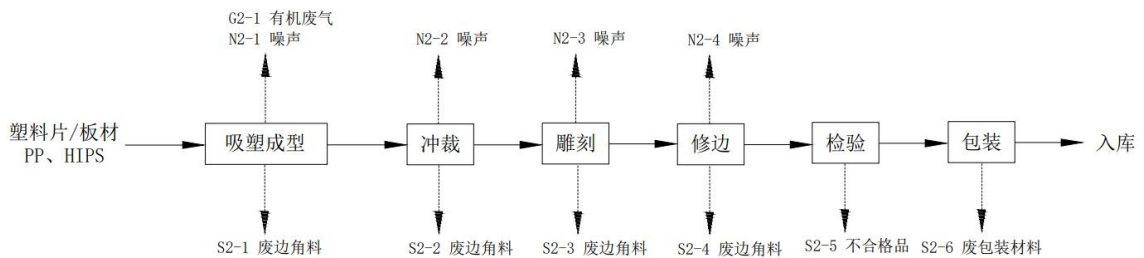 G2-1 有机废气
N2-1 噪声
N2-2 噪声
N2-3 噪声
N2-4 噪声
塑料片/板材
PP、HIPS
吸塑成型
冲裁
雕刻
修边
检验
包装
入库
S2-1 废边角料
S2-2 废边角料
S2-3 废边角料
S2-4 废边角料
S2-5 不合格品
S2-6 废包装材料